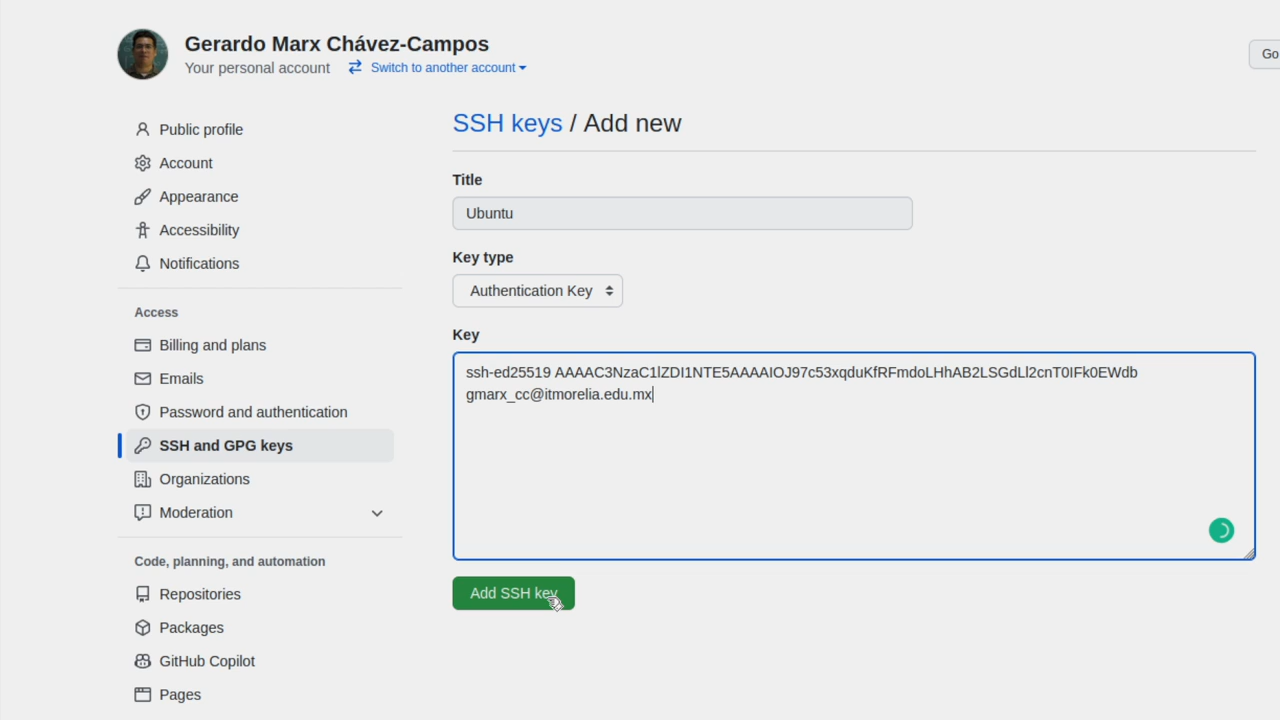 Gerardo Marx Chávez-Campos
Your personal account Switch to another account
Go
Public profile
Account
Appearance
Accessibility
Notifications
Access
Billing and plans
Emails
Password and authentication
SSH and GPG keys
Organizations
Moderation
Code, planning, and automation
Repositories
Packages
GitHub Copilot
Pages
SSH keys / Add new
Title
Ubuntu
Key type
Authentication Key
Key
ssh-ed25519 AAAAC3NzaC1lZDI1NTE5AAAAIOJ97c53xqduKfRFmdoLHhAB2LSGdLl2cnT0IFk0EWdb
gmarx_cc@itmorelia.edu.mx
Add SSH key